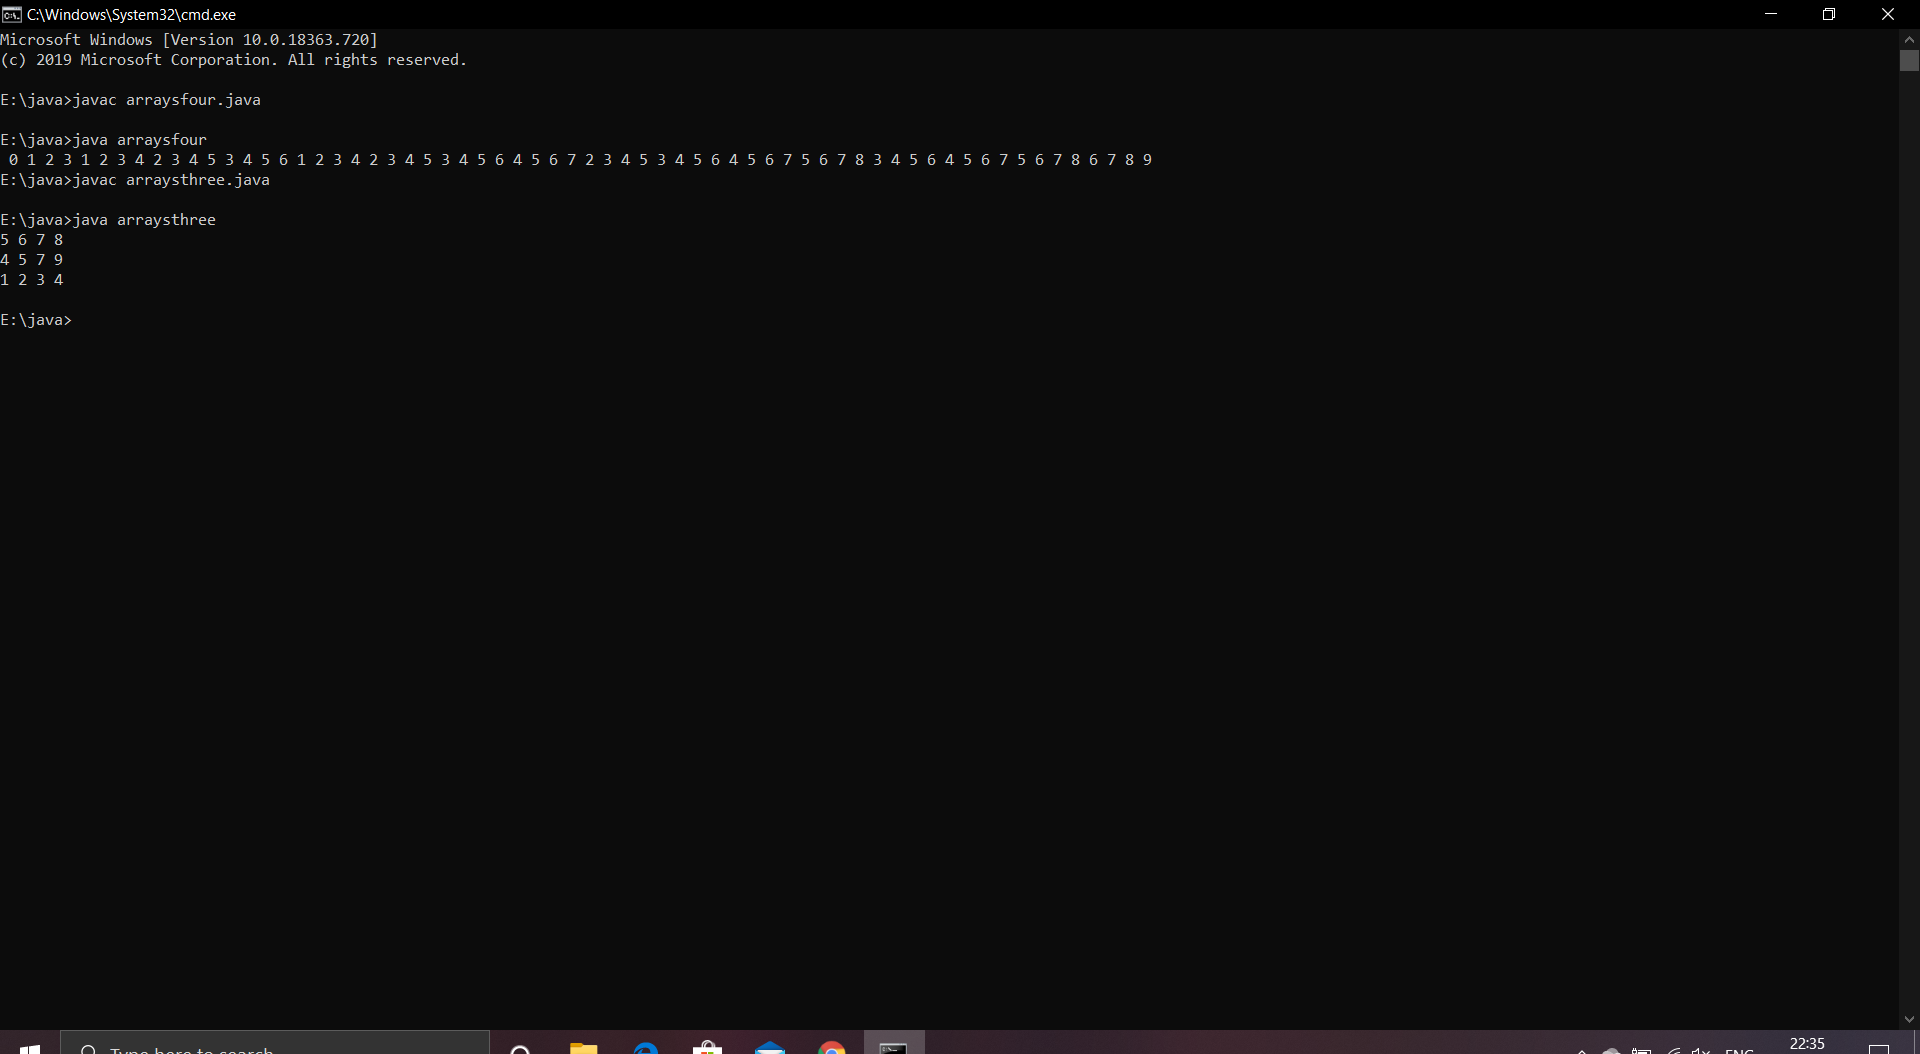 C:\Windows\System32\cmd.exe
Microsoft Windows [Version 10.0.18363.720]
(c) 2019 Microsoft Corporation. All rights reserved.
E:\java>javac arraysfour.java
E:\java>java arraysfour
0 1 2 3 1 2 3 4 2 3 4 5 3 4 5 6 1 2 3 4 2 3 4 5 3 4 5 6 4 5 6 7 2 3 4 5 3 4 5 6 4 5 6 7 5 6 7 8 3 4 5 6 4 5 6 7 5 6 7 8 6 7 8 9
E:\java>javac arraysthree.java
E:\java>java arraysthree
5 6 7 8
4 5 7 9
1 2 3 4
E:\java>
Type here to search
ENG
22:35